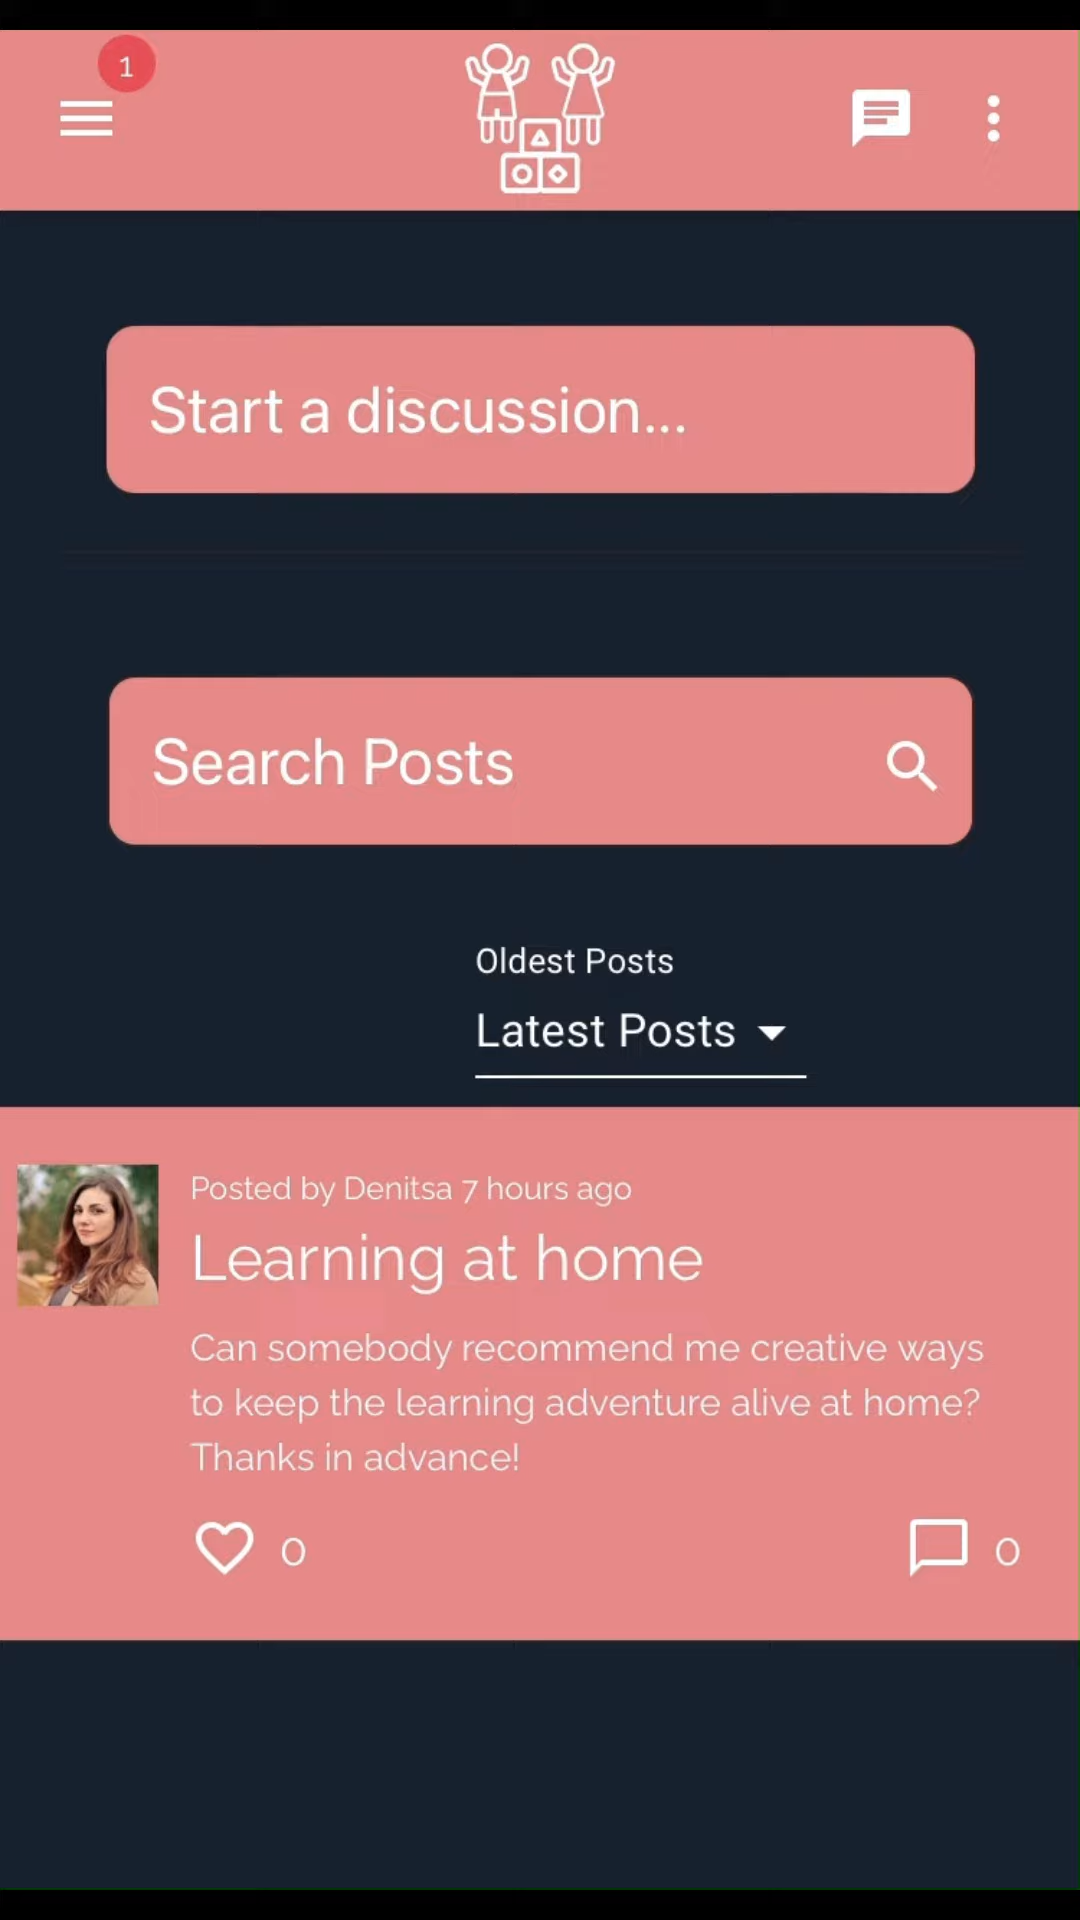 1
Start a discussion...
Search Posts
Oldest Posts
Latest Posts
Posted by Denitsa 7 hours ago
Learning at home
Can somebody recommend me creative ways
to keep the learning adventure alive at home?
Thanks in advance!
0 0